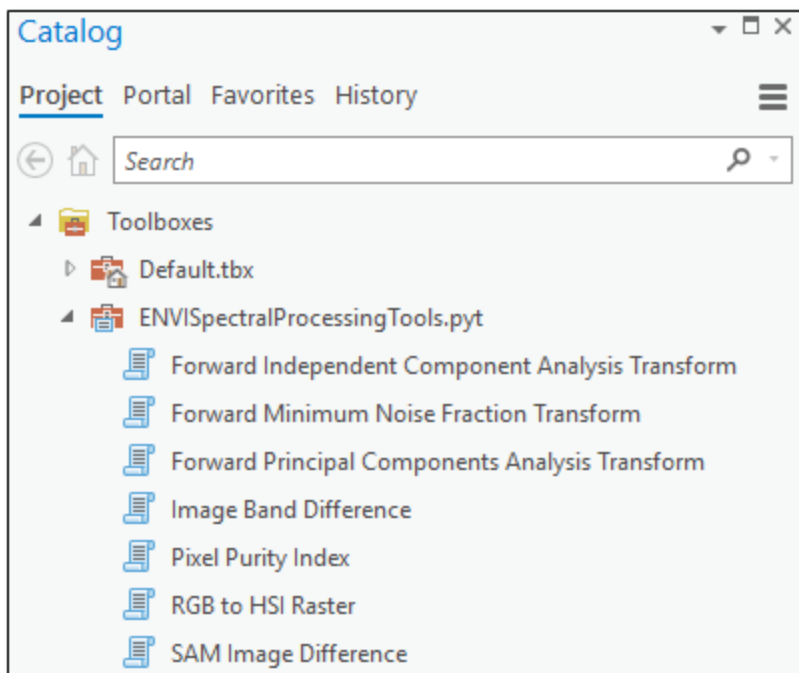 Catalog
Project Portal Favorites History
Search
Toolboxes
Default.tbx
ENVISpectralProcessingTools.pyt
Forward Independent Component Analysis Transform
Forward Minimum Noise Fraction Transform
Forward Principal Components Analysis Transform
Image Band Difference
Pixel Purity Index
RGB to HSI Raster
SAM Image Difference